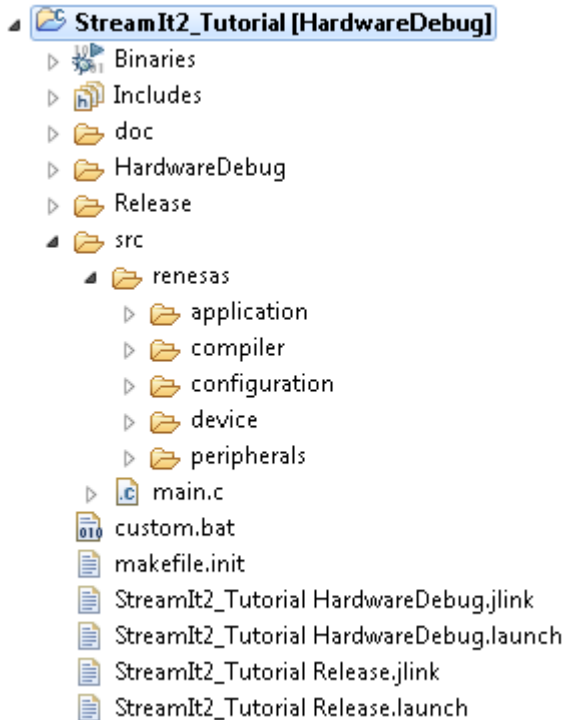 StreamIt2_Tutorial [HardwareDebug]
Binaries
Includes
doc
HardwareDebug
Release
src
renesas
application
compiler
configuration
device
peripherals
main.c
custom.bat
makefile.init
StreamIt2_Tutorial HardwareDebug.jlink
StreamIt2_Tutorial HardwareDebug.launch
StreamIt2_Tutorial Release.jlink
StreamIt2_Tutorial Release.launch